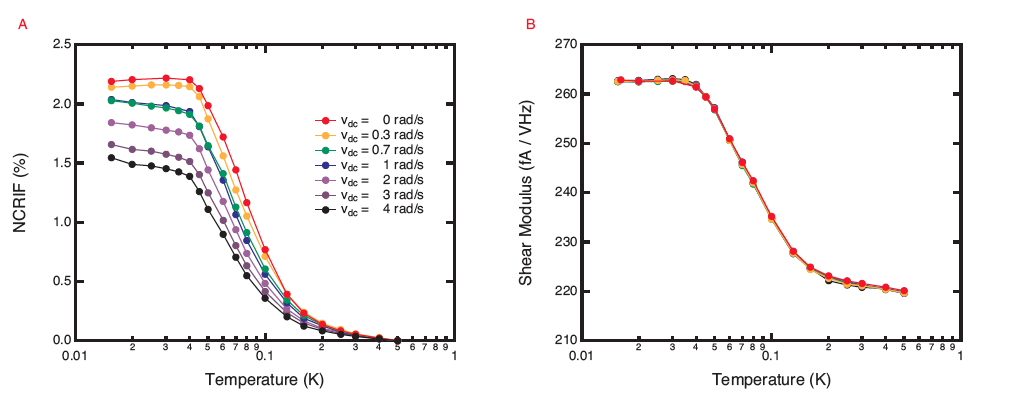 A
B
2.5
2.0
1.5
1.0
0.5
0.0
NCRIF (%)
v_dc = 0 rad/s
v_dc = 0.3 rad/s
v_dc = 0.7 rad/s
v_dc = 1 rad/s
v_dc = 2 rad/s
v_dc = 3 rad/s
v_dc = 4 rad/s
2 3 4 5 6 7 8 9 2 3 4 5 6 7 8 9
0.01 0.1 1
Temperature (K)
270
260
250
240
230
220
210
Shear Modulus (fA / VHz)
2 3 4 5 6 7 8 9 2 3 4 5 6 7 8 9
0.01 0.1 1
Temperature (K)